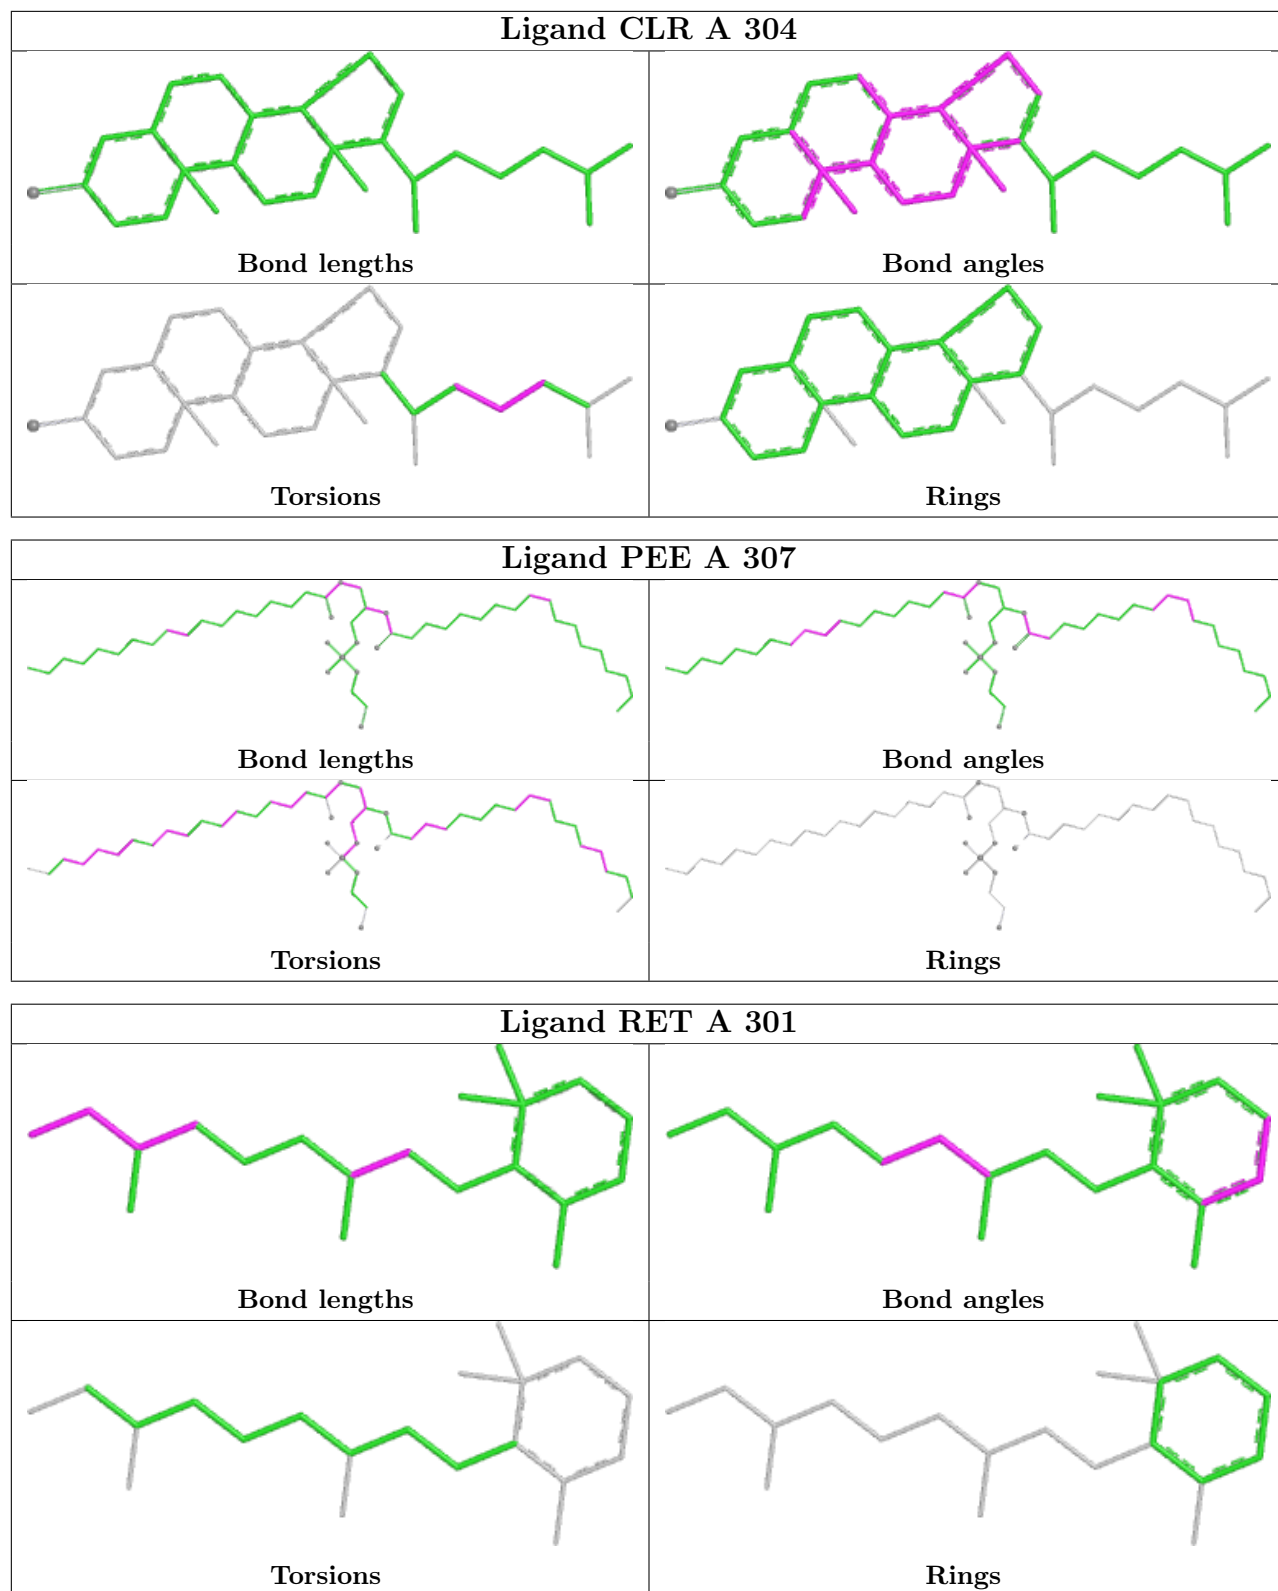 Ligand CLR A 304
Bond lengths
Bond angles
Torsions
Rings
Ligand PEE A 307
Bond lengths
Bond angles
Torsions
Rings
Ligand RET A 301
Bond lengths
Bond angles
Torsions
Rings